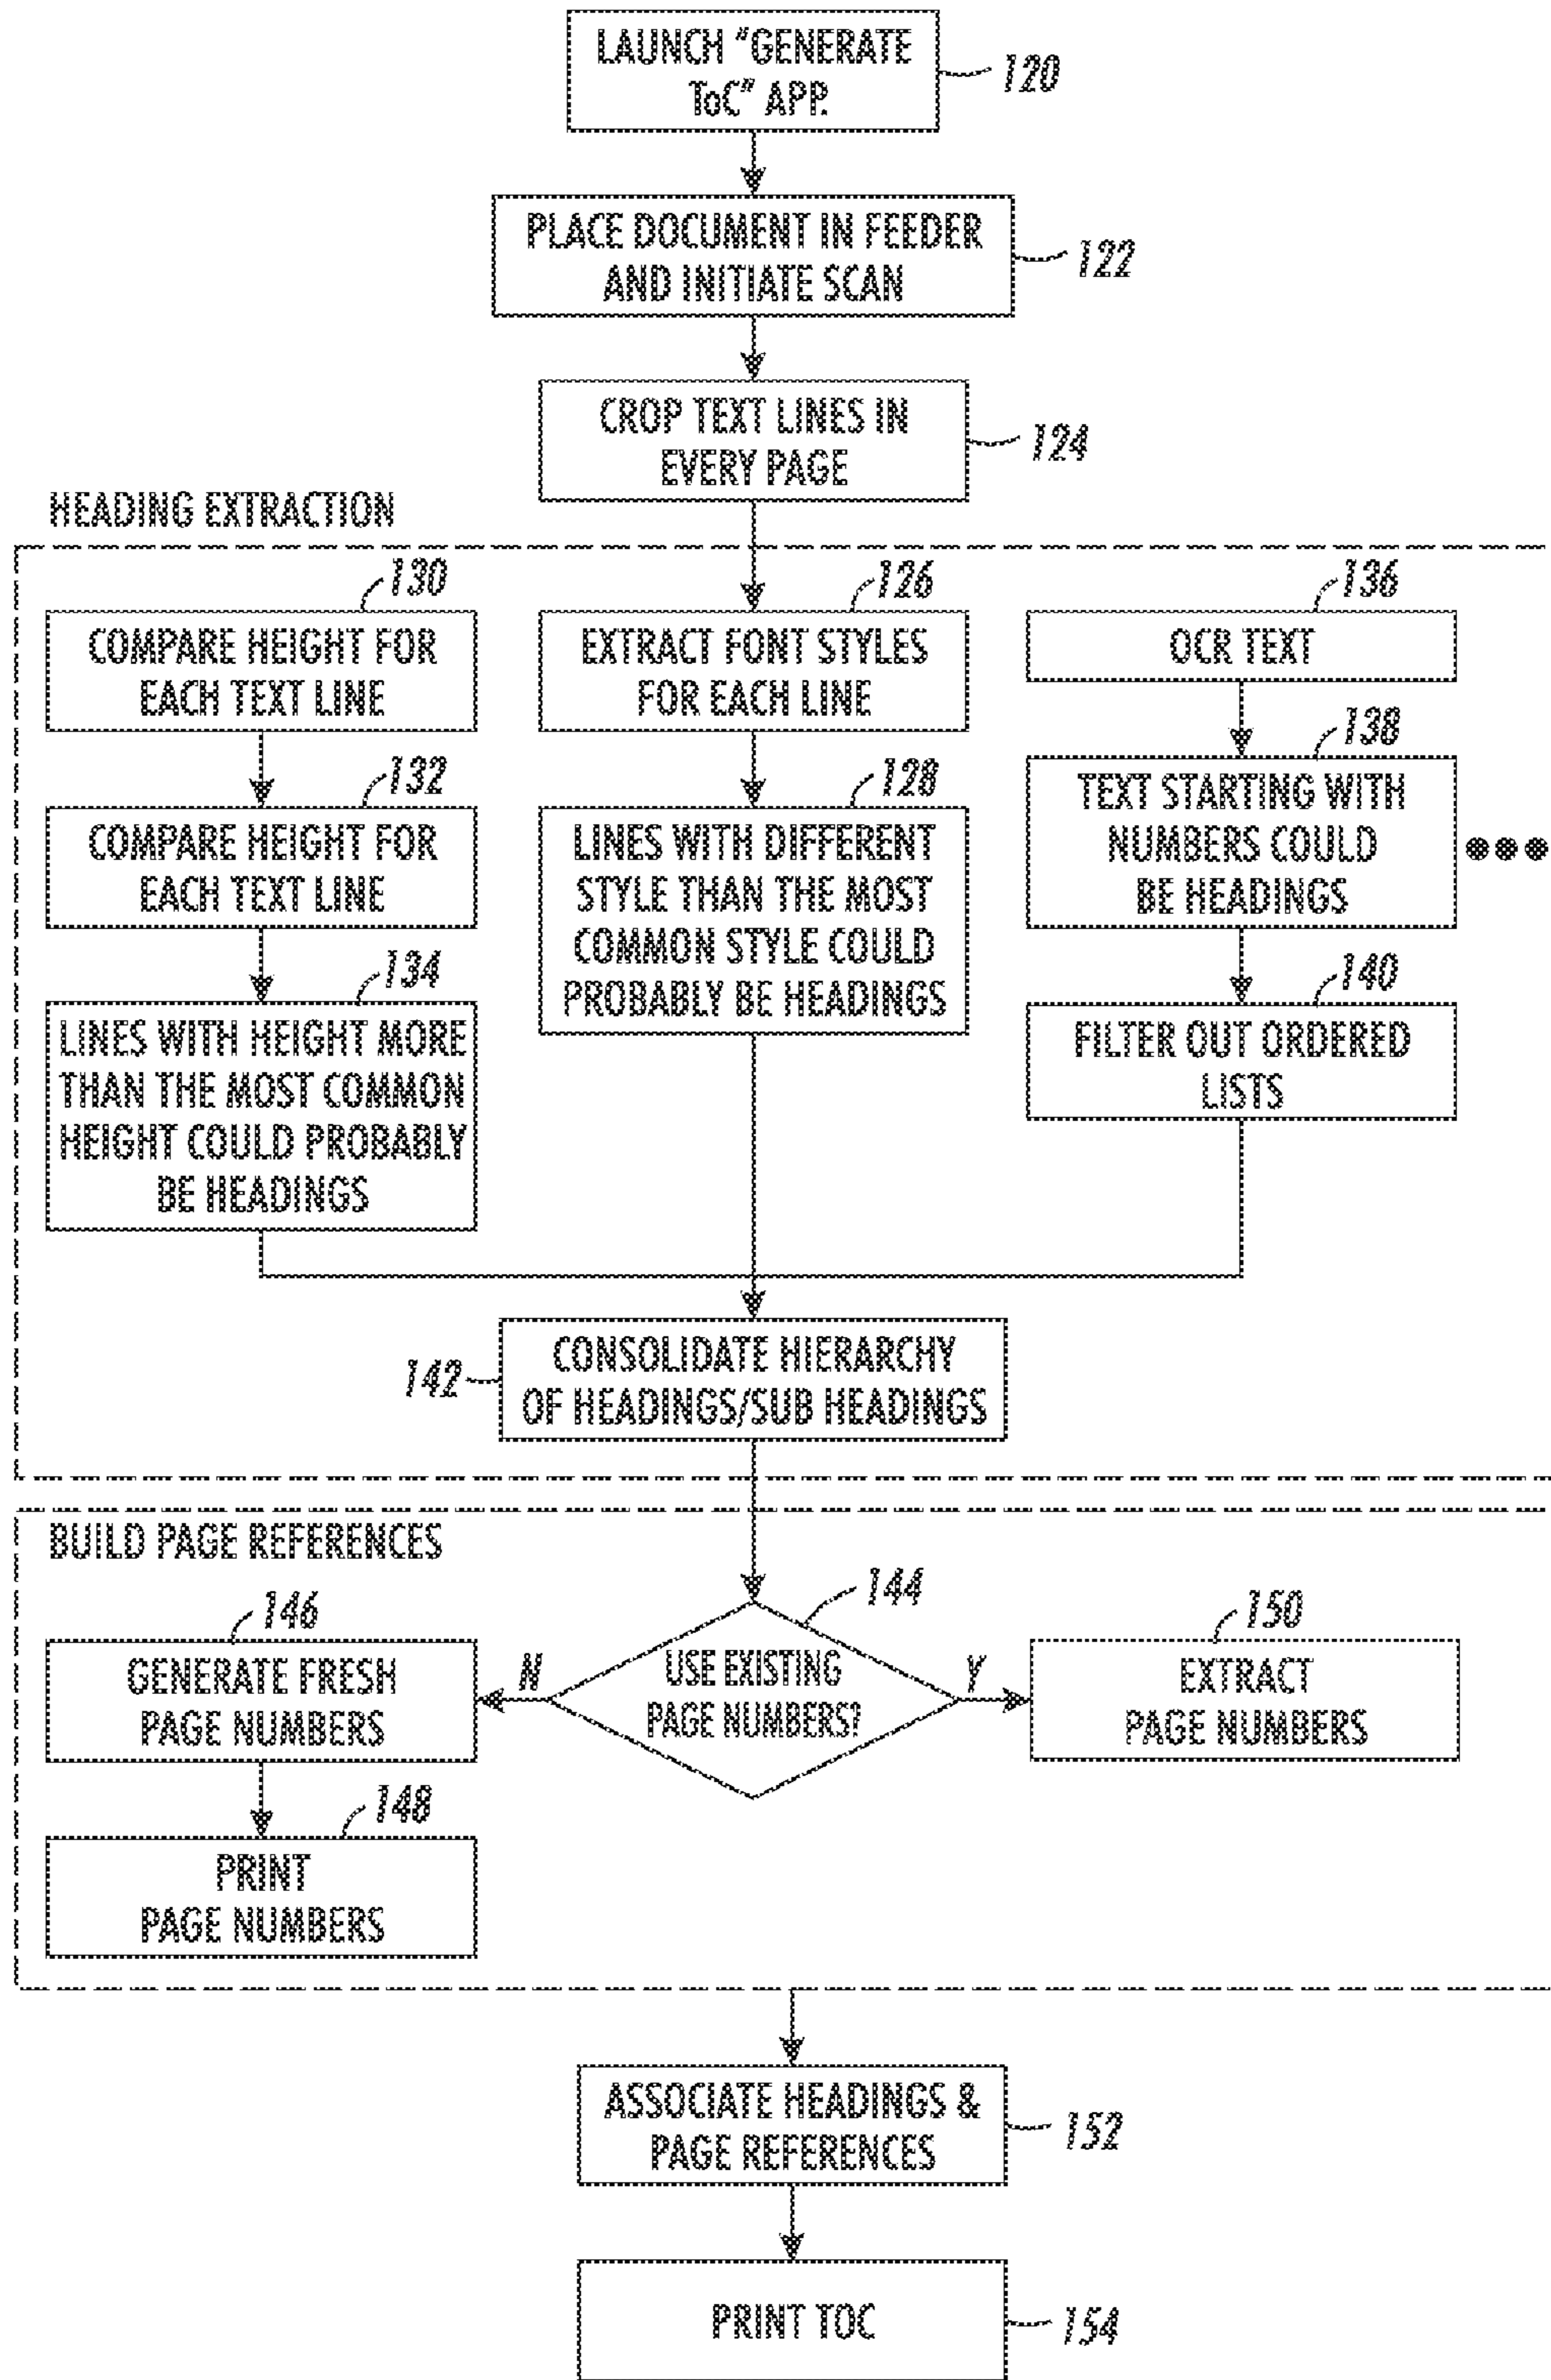 LAUNCH "GENERATE
ToC" APP.
120
PLACE DOCUMENT IN FEEDER
AND INITIATE SCAN
122
CROP TEXT LINES IN
EVERY PAGE
124
HEADING EXTRACTION
130
COMPARE HEIGHT FOR
EACH TEXT LINE
132
COMPARE HEIGHT FOR
EACH TEXT LINE
134
LINES WITH HEIGHT MORE
THAN THE MOST COMMON
HEIGHT COULD PROBABLY
BE HEADINGS
126
EXTRACT FONT STYLES
FOR EACH LINE
128
LINES WITH DIFFERENT
STYLE THAN THE MOST
COMMON STYLE COULD
PROBABLY BE HEADINGS
136
OCR TEXT
138
TEXT STARTING WITH
NUMBERS COULD
BE HEADINGS
140
FILTER OUT ORDERED
LISTS
142
CONSOLIDATE HIERARCHY
OF HEADINGS/SUB HEADINGS
BUILD PAGE REFERENCES
144
USE EXISTING
PAGE NUMBERS?
N
Y
146
GENERATE FRESH
PAGE NUMBERS
148
PRINT
PAGE NUMBERS
150
EXTRACT
PAGE NUMBERS
ASSOCIATE HEADINGS &
PAGE REFERENCES
152
PRINT TOC
154